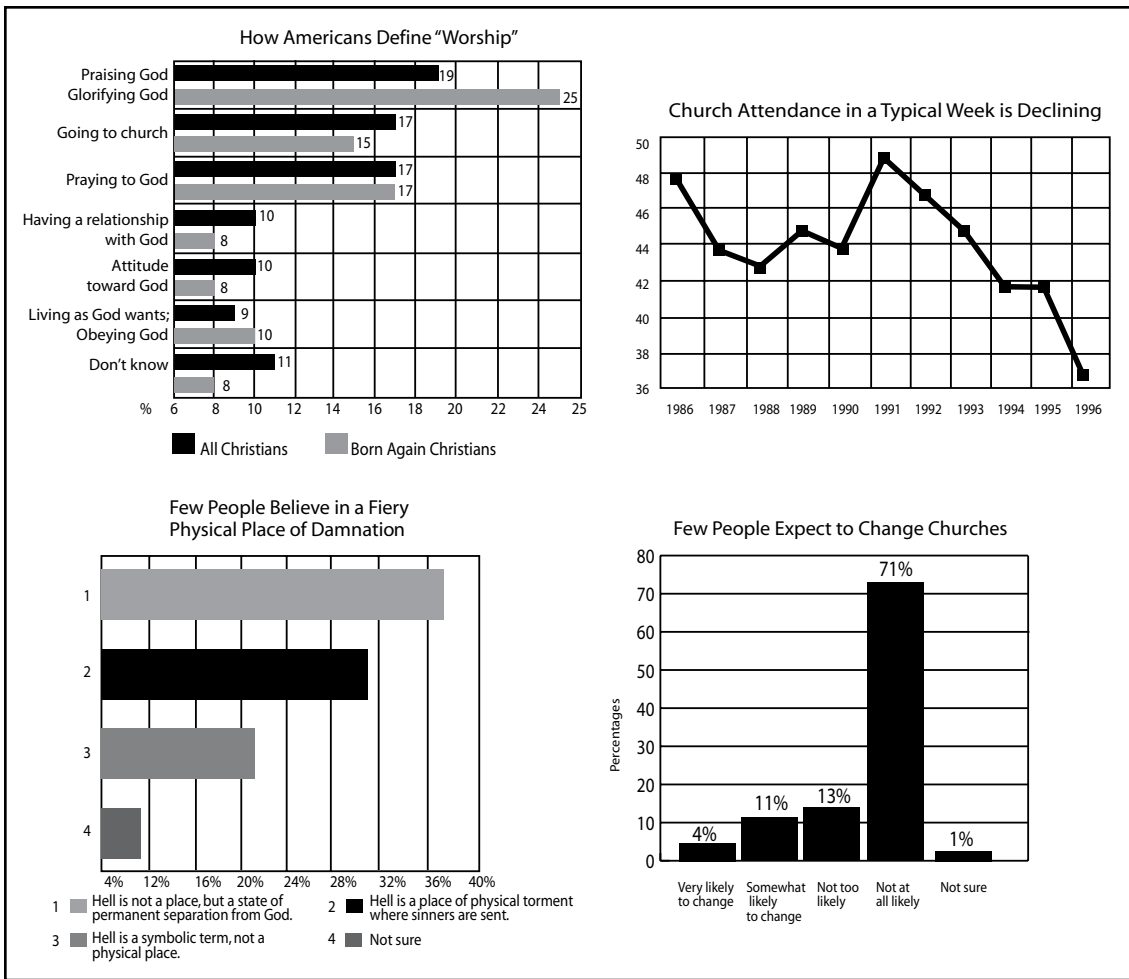 How Americans Define “Worship”
Praising God
Glorifying God
19
25
Going to church
17
15
Praying to God
17
17
Having a relationship
with God
10
8
Attitude
toward God
10
8
Living as God wants;
Obeying God
9
10
Don't know
11
8
% 6 8 10 12 14 16 18 20 22 24 25
All Christians Born Again Christians
Church Attendance in a Typical Week is Declining
50
48
46
44
42
40
38
36
1986 1987 1988 1989 1990 1991 1992 1993 1994 1995 1996
Few People Believe in a Fiery
Physical Place of Damnation
1
2
3
4
4% 12% 16% 20% 24% 28% 32% 36% 40%
1 Hell is not a place, but a state of
permanent separation from God.
2 Hell is a place of physical torment
where sinners are sent.
3 Hell is a symbolic term, not a
physical place.
4 Not sure
Few People Expect to Change Churches
Percentages
80
70
60
50
40
30
20
10
0
4%
11%
13%
71%
1%
Very likely
to change
Somewhat
likely
to change
Not too
likely
Not at
all likely
Not sure